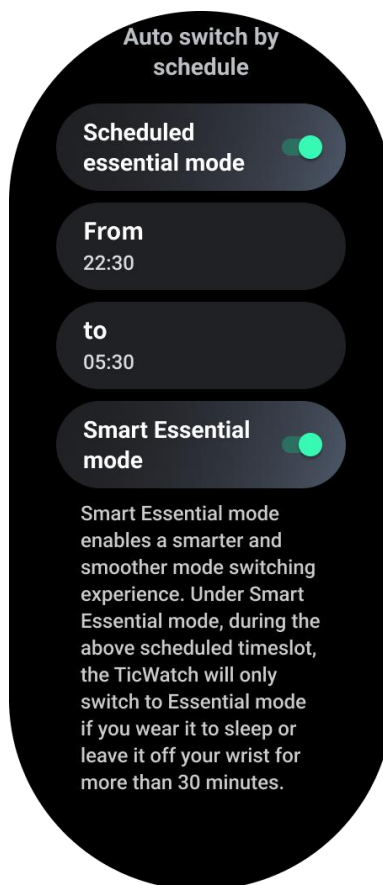 Auto switch by
schedule
Scheduled
essential mode
From
22:30
to
05:30
Smart Essential
mode
Smart Essential mode
enables a smarter and
smoother mode switching
experience. Under Smart
Essential mode, during the
above scheduled timeslot,
the TicWatch will only
switch to Essential mode
if you wear it to sleep or
leave it off your wrist for
more than 30 minutes.